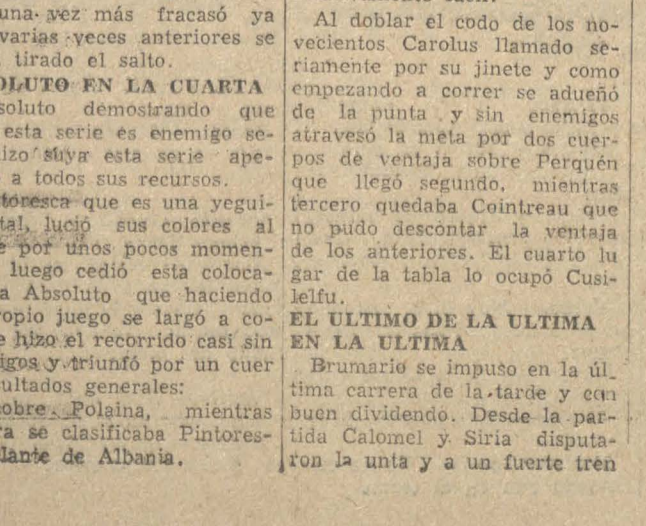 una vez más fracasó ya
varias veces anteriores se
tirado el salto.
OLUTO EN LA CUARTA
soluto demostrando que
esta serie es enemigo se-
izo suya esta serie ape-
a todos sus recursos.
toresca que es una yegui-
tal, lució sus colores al
e por unos pocos momen-
luego cedió esta coloca-
a Absoluto que haciendo
ropio juego se largó a co-
e hizo el recorrido casi sin
igos y triunfó por un cuer
sultados generales:
sobre Polaina, mientras
ra se clasificaba Pintores-
lante de Albania.
Al doblar el codo de los no-
vecientos Carolus llamado se-
riamente por su jinete y como
empezando a correr se adueñó
de la punta y sin enemigos
atravesó la meta por dos cuer-
pos de ventaja sobre Perquén
que llegó segundo, mientras
tercero quedaba Cointreau que
no pudo descontar la ventaja
de los anteriores. El cuarto lu
gar de la tabla lo ocupó Cusi-
lelfu.
EL ULTIMO DE LA ULTIMA
EN LA ULTIMA
Brumario se impuso en la úl_
tima carrera de la tarde y con
buen dividendo. Desde la par-
tida Calomel y Siria disputa-
ron la unta y a un fuerte tren